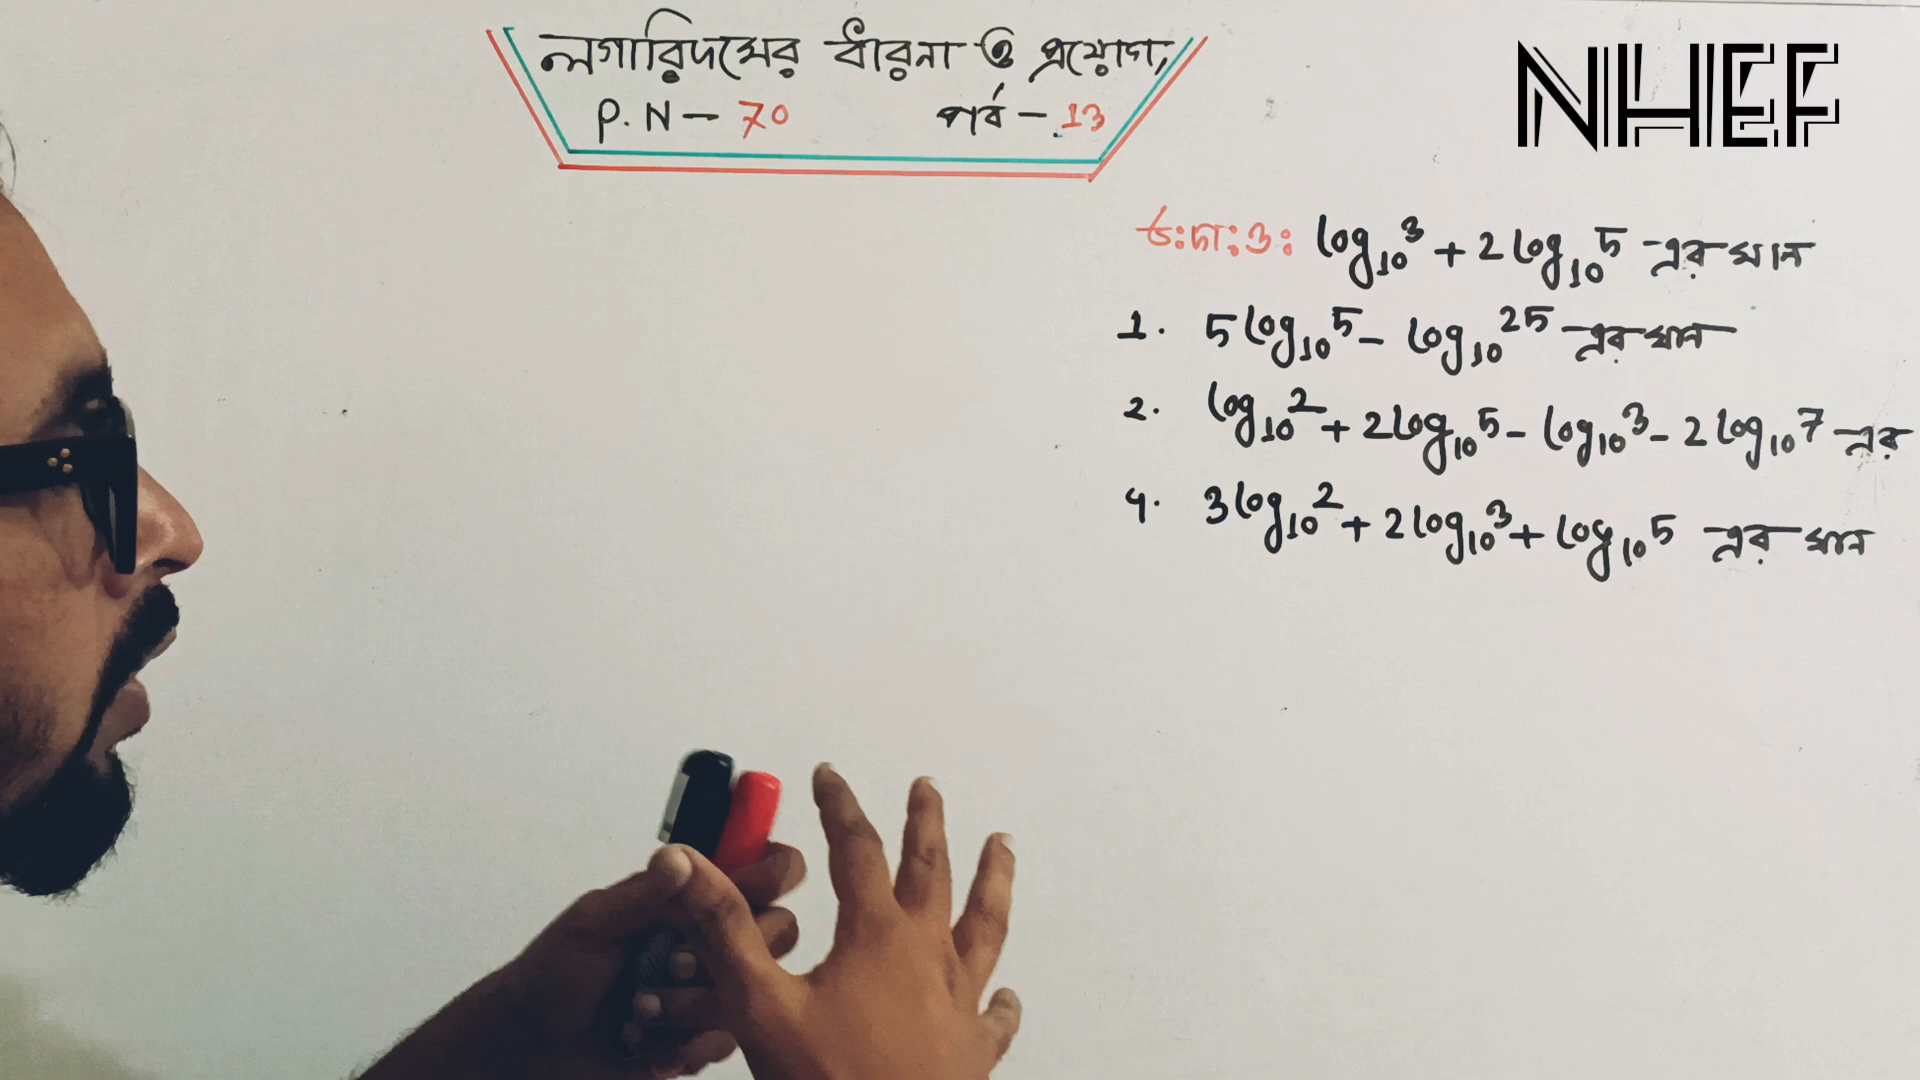 লগারিদমের ধারনা ও প্রয়োগ,
P.N - 70 পর্ব - 13
NHEF
উ:দা:৩: log₁₀3 + 2log₁₀5 এর মান
1. 5log₁₀5 - log₁₀25 এর মান
2. log₁₀2 + 2log₁₀5 - log₁₀3 - 2log₁₀7 এর
4. 3log₁₀2 + 2log₁₀3 + log₁₀5 এর মান